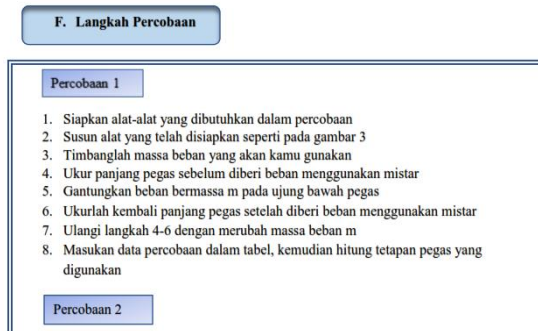 F. Langkah Percobaan
Percobaan 1
1. Siapkan alat-alat yang dibutuhkan dalam percobaan
2. Susun alat yang telah disiapkan seperti pada gambar 3
3. Timbanglah massa beban yang akan kamu gunakan
4. Ukur panjang pegas sebelum diberi beban menggunakan mistar
5. Gantungkan beban bermassa m pada ujung bawah pegas
6. Ukurlah kembali panjang pegas setelah diberi beban menggunakan mistar
7. Ulangi langkah 4-6 dengan merubah massa beban m
8. Masukan data percobaan dalam tabel, kemudian hitung tetapan pegas yang
digunakan
Percobaan 2